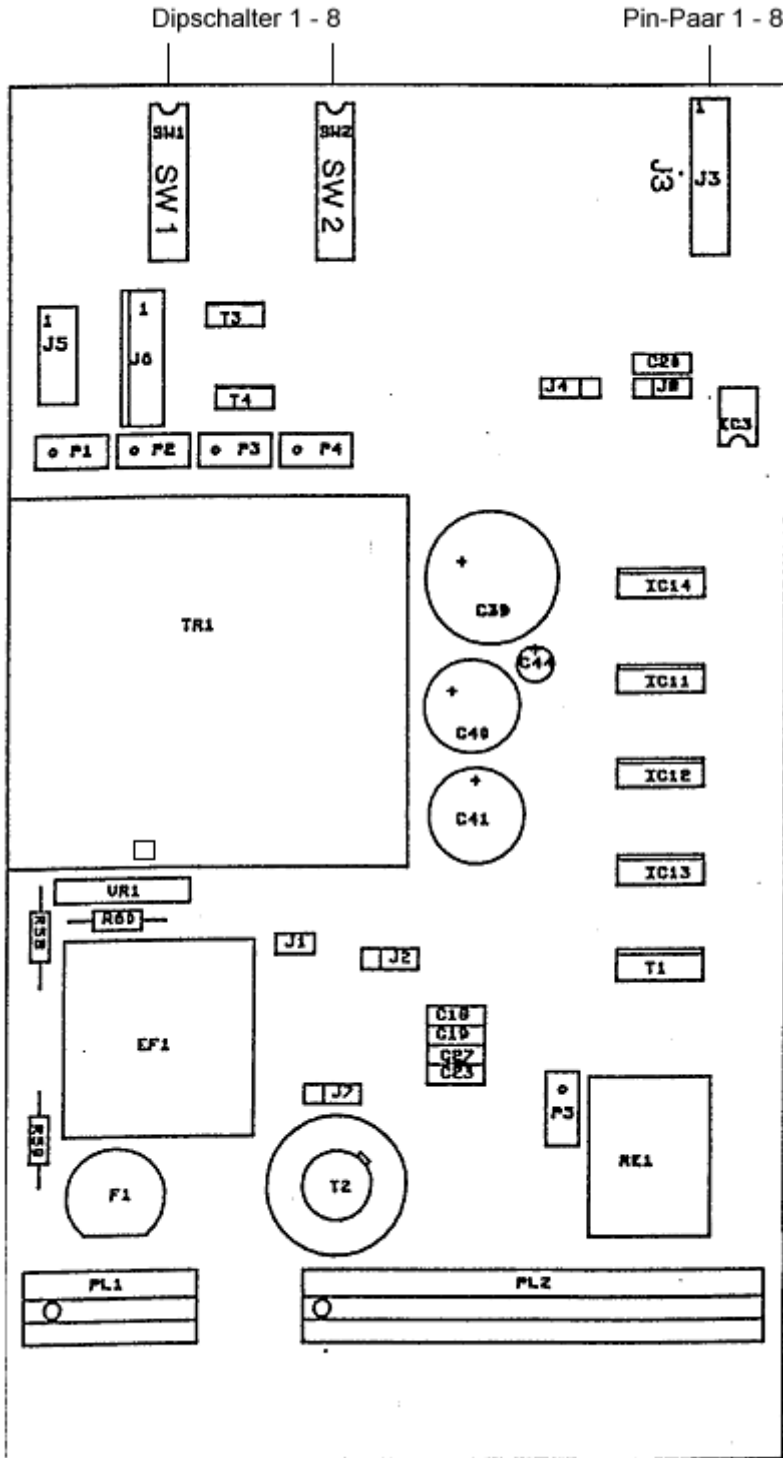 Dipschalter 1 - 8
Pin-Paar 1 - 8
SW1
SW 1
SW2
SW 2
1
J3
J3
1
J5
1
J6
T3
T4
J4
C28
J8
IC3
P1
P2
P3
P4
TR1
+
C39
+
C44
+
C40
+
C41
IC14
IC11
IC12
IC13
T1
VR1
R60
R58
EF1
J1
J2
C18
C19
C27
C23
J7
P5
RE1
F1
T2
PL1
PL2